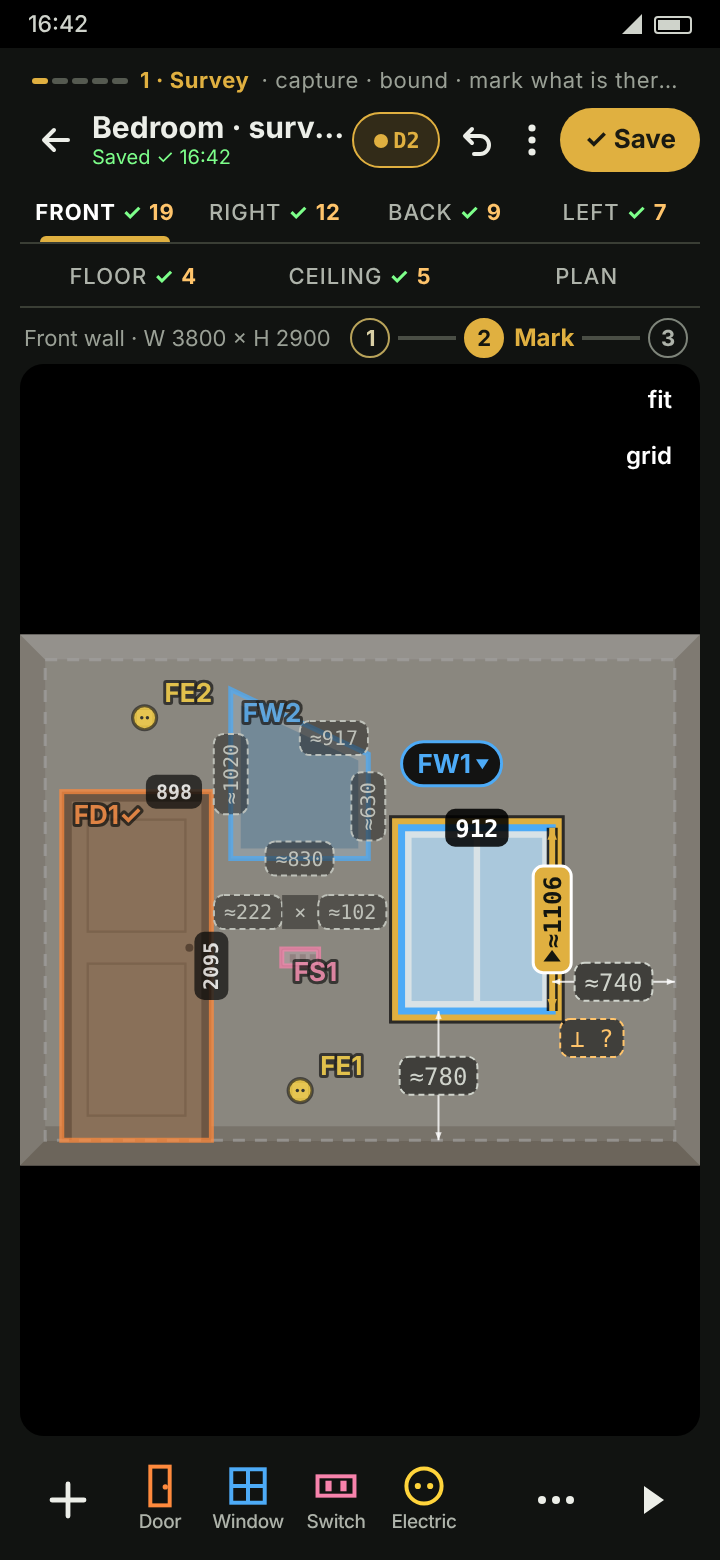 16:42
1 · Survey · capture · bound · mark what is ther…
Bedroom · surv…
Saved ✓ 16:42
D2
✓ Save
FRONT ✓ 19
RIGHT ✓ 12
BACK ✓ 9
LEFT ✓ 7
FLOOR ✓ 4
CEILING ✓ 5
PLAN
Front wall · W 3800 × H 2900
1
2 Mark
3
fit
grid
FE2
FW2
≈917
≈1020
FW1▾
898
≈630
FD1✓
912
≈830
≈1106
≈222 × ≈102
2095
FS1
≈740
⊥ ?
FE1
≈780
Door
Window
Switch
Electric